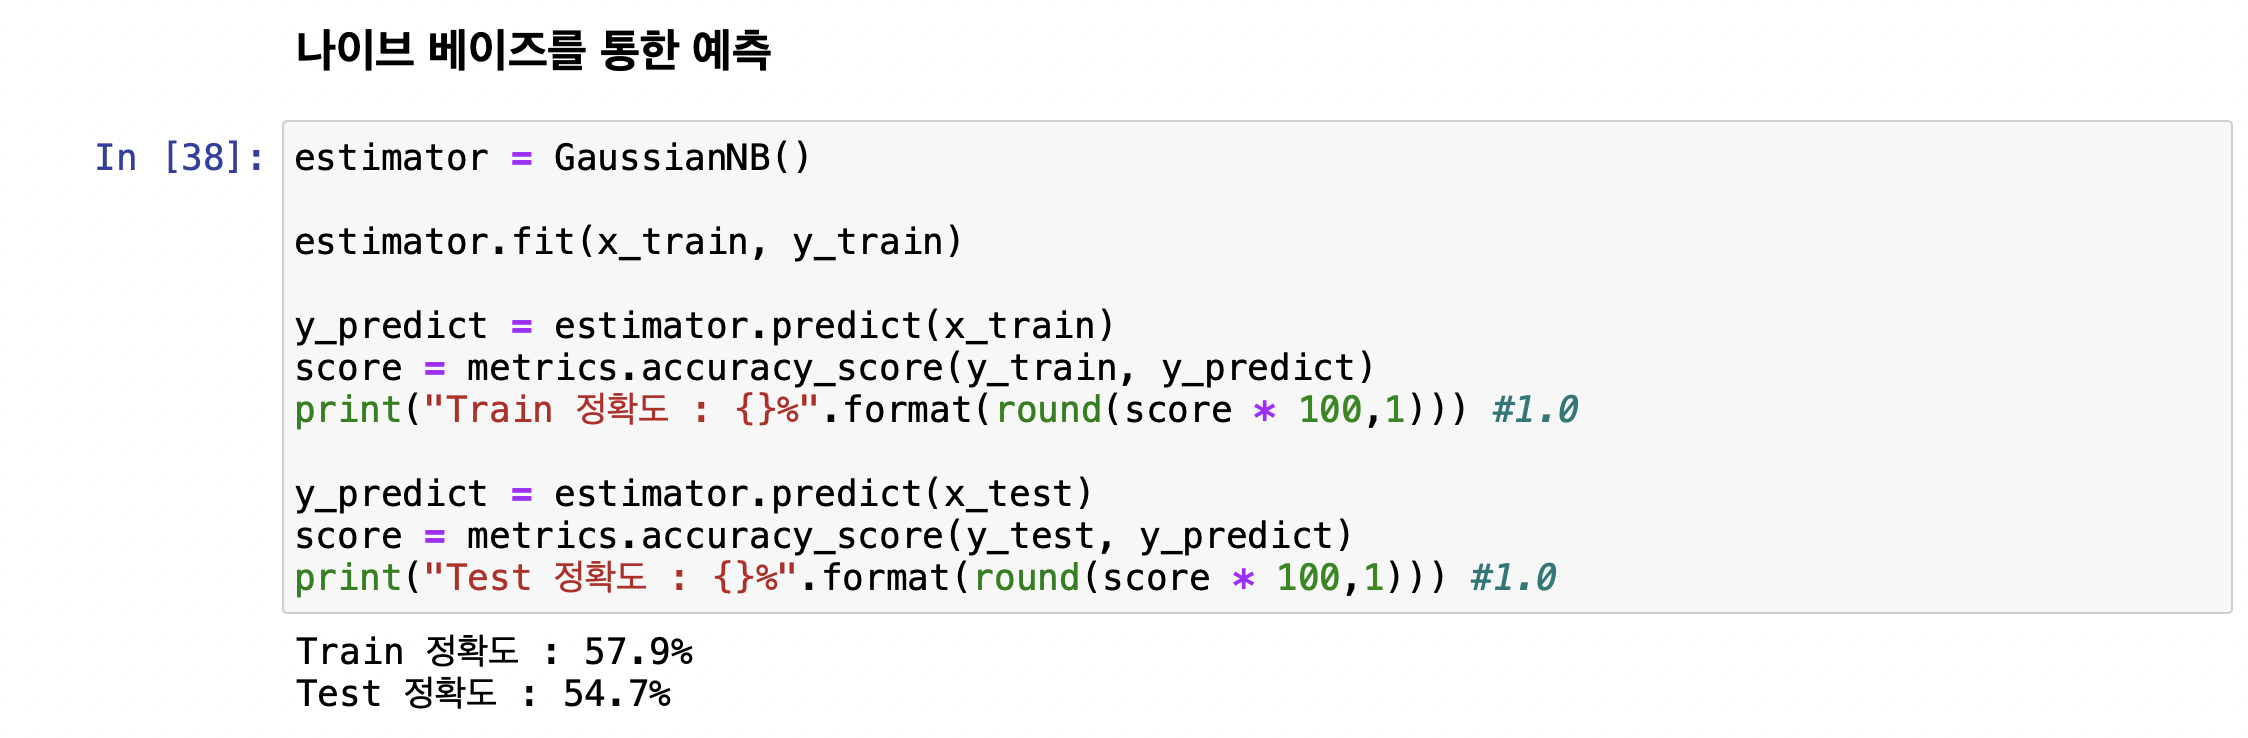 나이브 베이즈를 통한 예측
In [38]: estimator = GaussianNB()
estimator.fit(x_train, y_train)
y_predict = estimator.predict(x_train)
score = metrics.accuracy_score(y_train, y_predict)
print("Train 정확도 : {}%".format(round(score * 100,1))) #1.0
y_predict = estimator.predict(x_test)
score = metrics.accuracy_score(y_test, y_predict)
print("Test 정확도 : {}%".format(round(score * 100,1))) #1.0
Train 정확도 : 57.9%
Test 정확도 : 54.7%